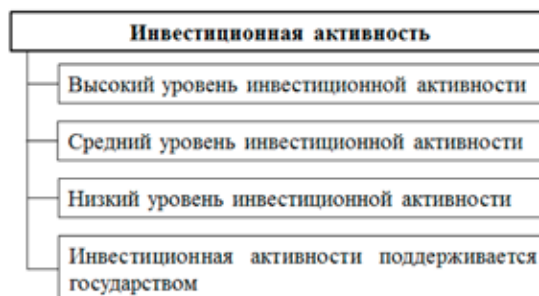 Инвестиционная активность
Высокий уровень инвестиционной активности
Средний уровень инвестиционной активности
Низкий уровень инвестиционной активности
Инвестиционная активности поддерживается
государством